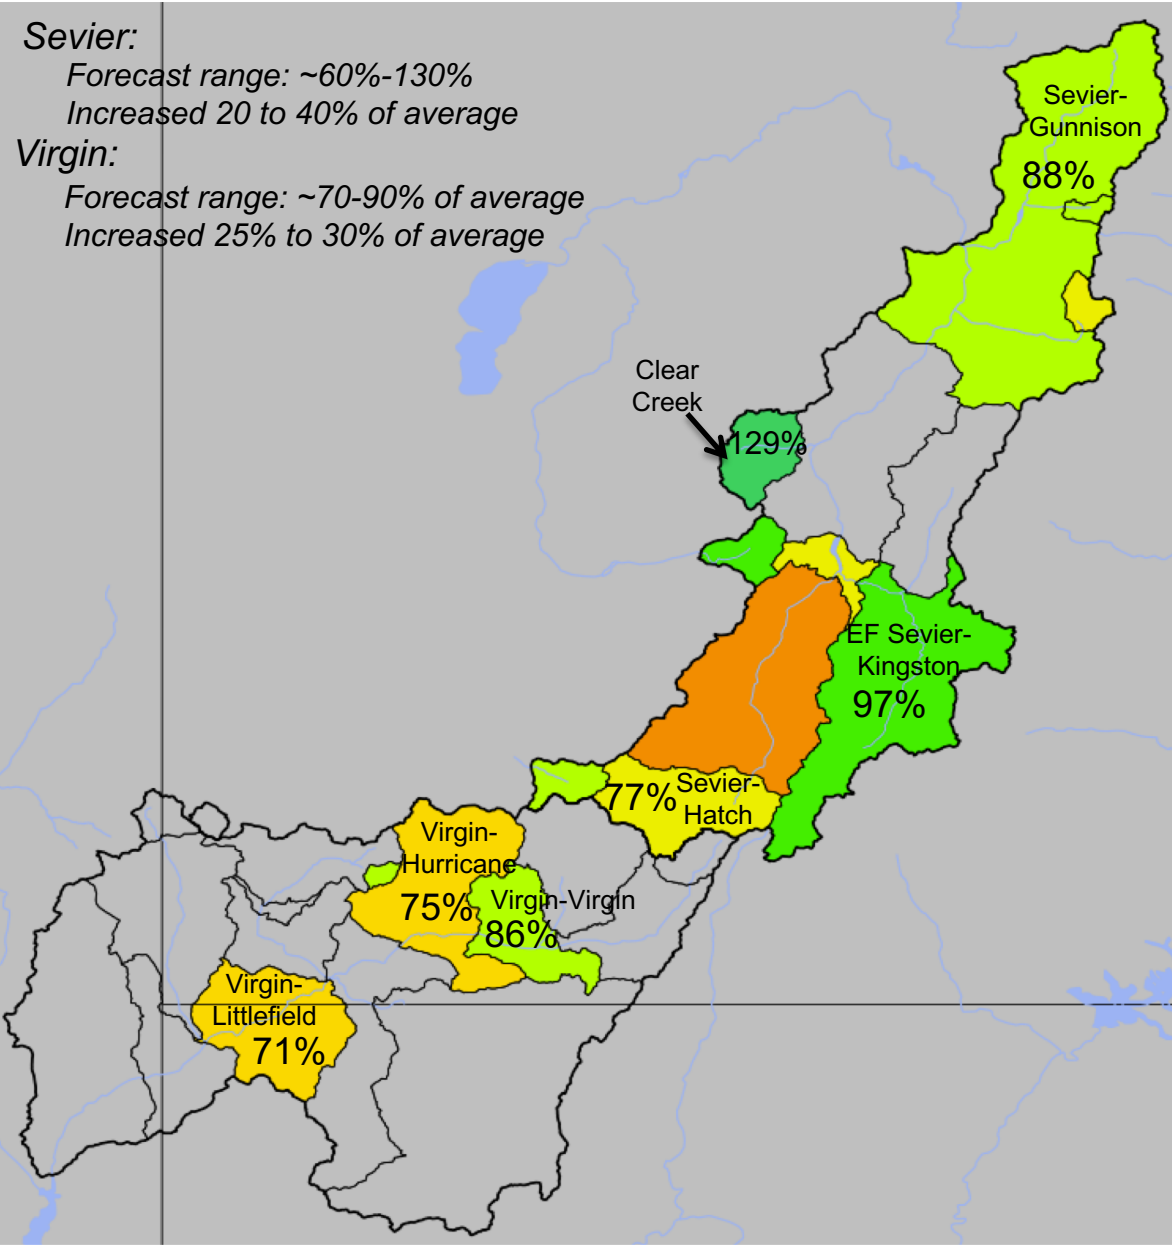 Sevier:
Forecast range: ~60%-130%
Increased 20 to 40% of average
Virgin:
Forecast range: ~70-90% of average
Increased 25% to 30% of average
Sevier-
Gunnison
88%
Clear
Creek
129%
EF Sevier-
Kingston
97%
77%
Sevier-
Hatch
Virgin-
Hurricane
75%
Virgin-Virgin
86%
Virgin-
Littlefield
71%